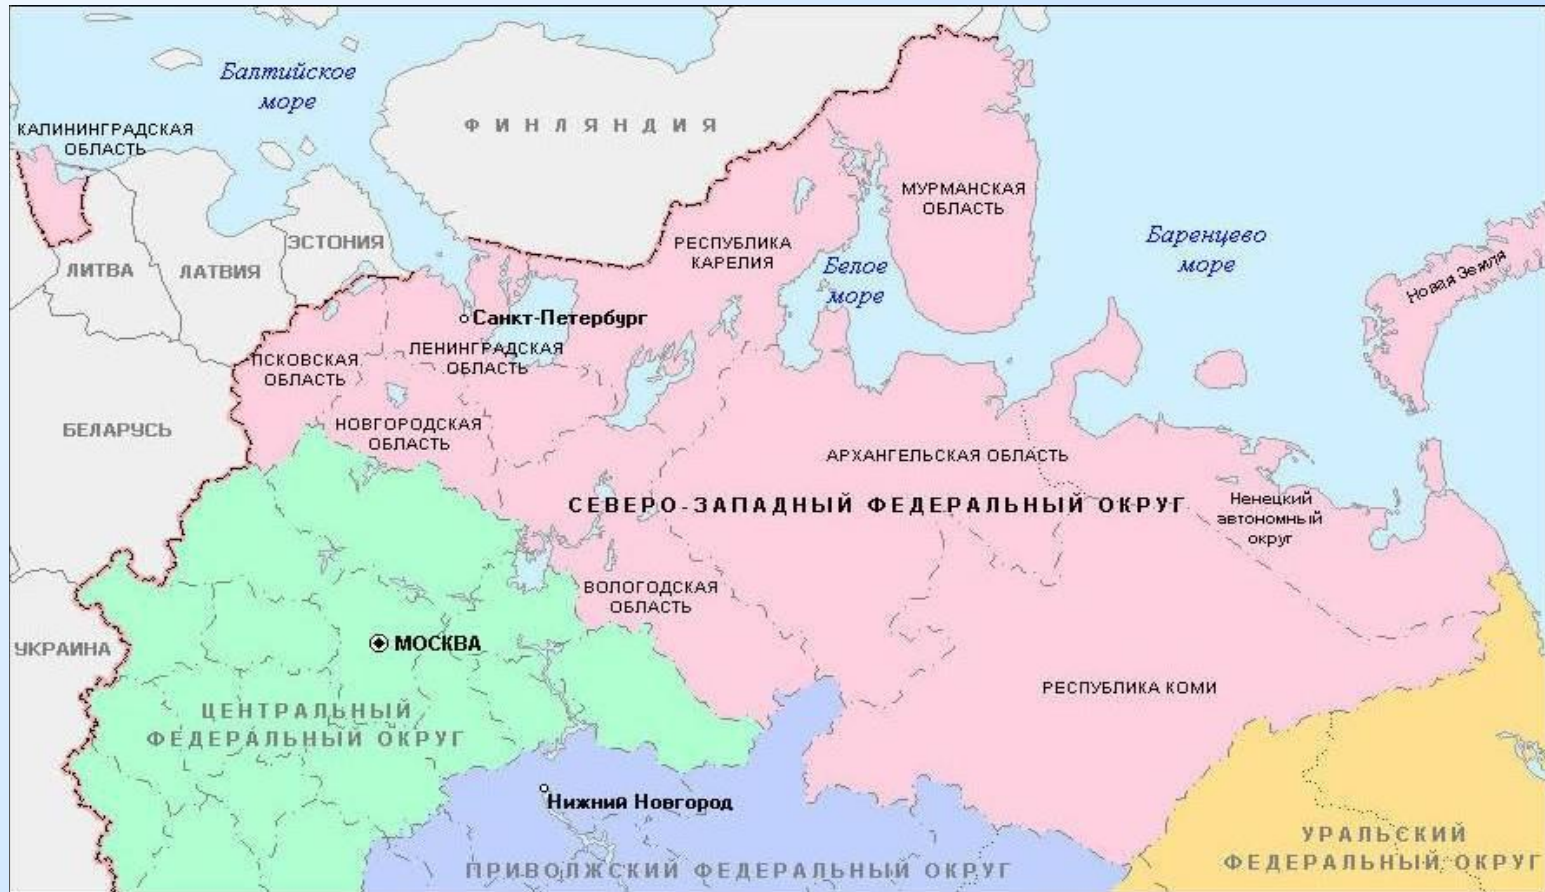 Балтийское
море
КАЛИНИНГРАДСКАЯ
ОБЛАСТЬ
ФИНЛЯНДИЯ
МУРМАНСКАЯ
ОБЛАСТЬ
ЭСТОНИЯ
ЛИТВА
ЛАТВИЯ
РЕСПУБЛИКА
КАРЕЛИЯ
Белое
море
Баренцево
море
Новая Земля
Санкт-Петербург
ПСКОВСКАЯ
ОБЛАСТЬ
ЛЕНИНГРАДСКАЯ
ОБЛАСТЬ
БЕЛАРУСЬ
НОВГОРОДСКАЯ
ОБЛАСТЬ
АРХАНГЕЛЬСКАЯ ОБЛАСТЬ
СЕВЕРО-ЗАПАДНЫЙ ФЕДЕРАЛЬНЫЙ ОКРУГ
Ненецкий
автономный
округ
ВОЛОГОДСКАЯ
ОБЛАСТЬ
УКРАИНА
МОСКВА
РЕСПУБЛИКА КОМИ
ЦЕНТРАЛЬНЫЙ
ФЕДЕРАЛЬНЫЙ ОКРУГ
Нижний Новгород
УРАЛЬСКИЙ
ФЕДЕРАЛЬНЫЙ ОКРУГ
ПРИВОЛЖСКИЙ ФЕДЕРАЛЬНЫЙ ОКРУГ